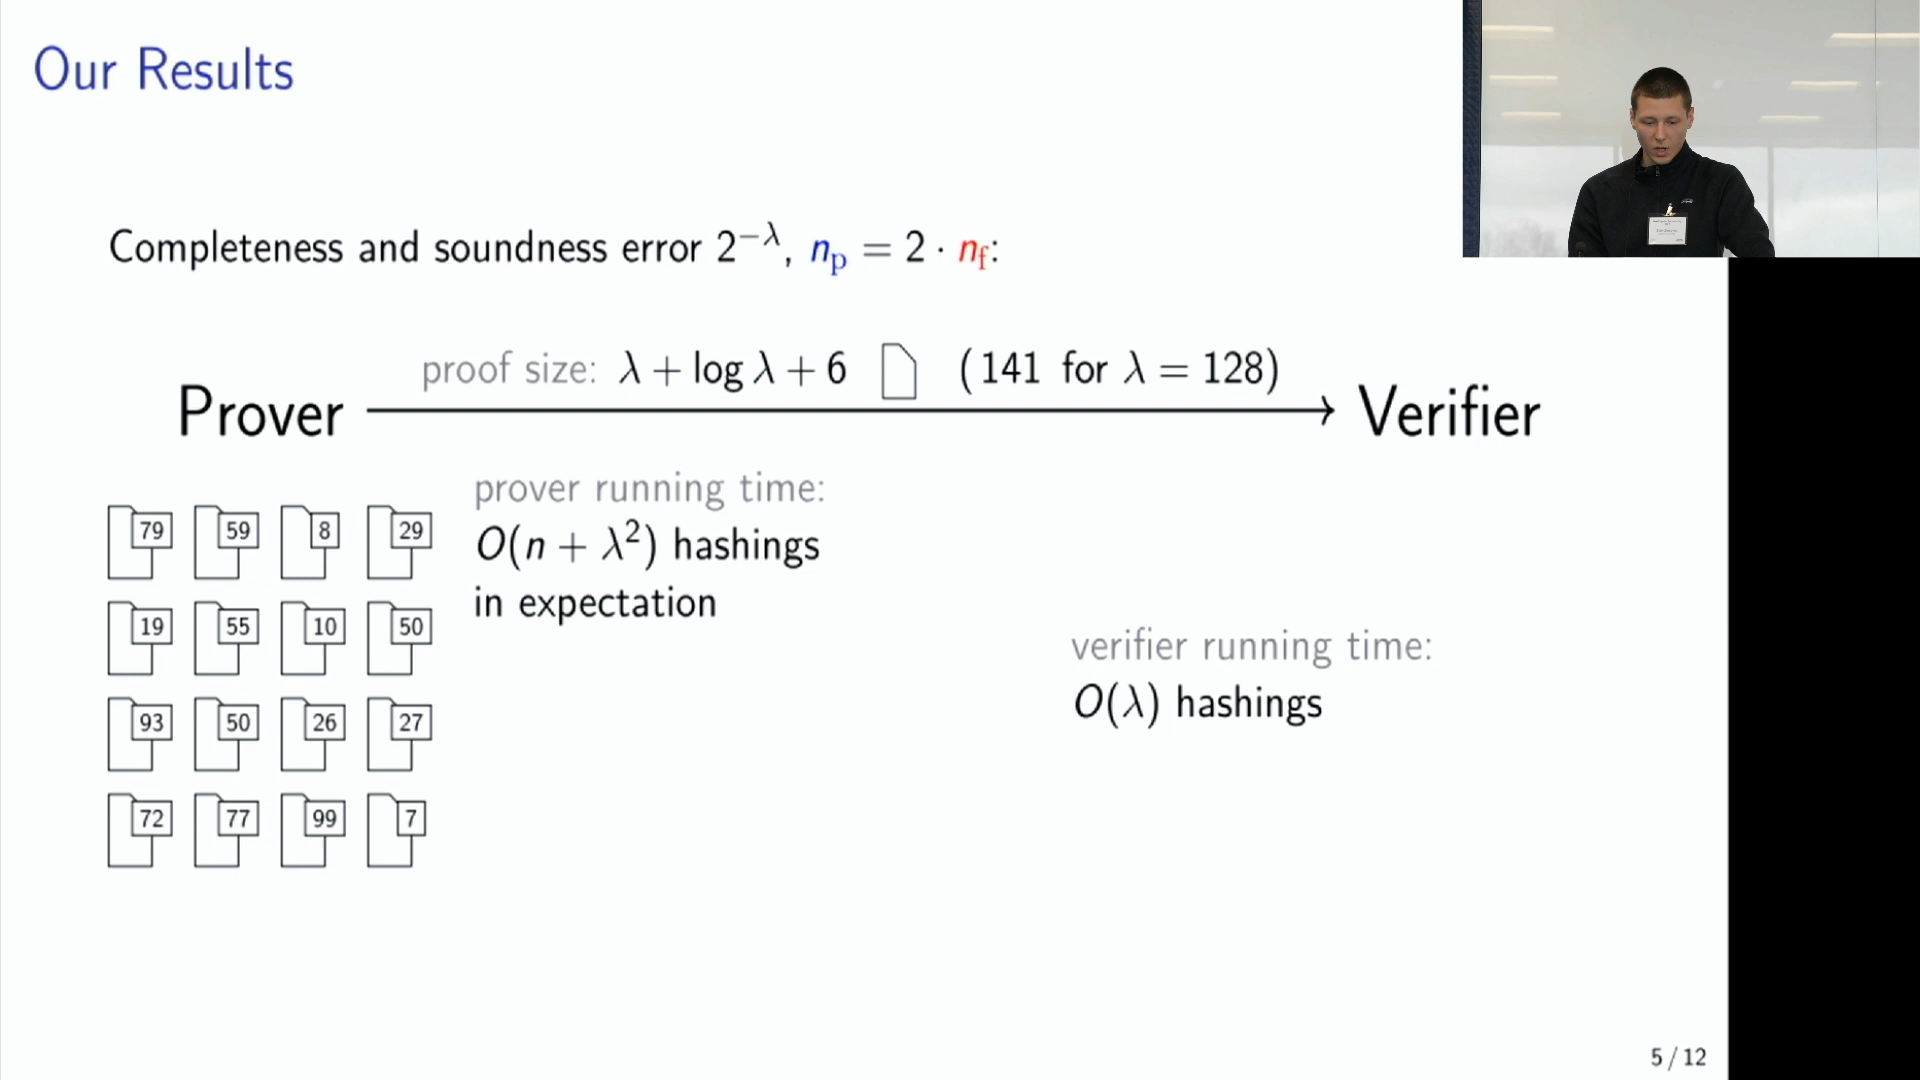 Our Results
Completeness and soundness error 2^{−λ}, n_p = 2 · n_f:
proof size: λ + log λ + 6 (141 for λ = 128)
Prover
Verifier
prover running time:
O(n + λ²) hashings
in expectation
verifier running time:
O(λ) hashings
79 59 8 29
19 55 10 50
93 50 26 27
72 77 99 7
5 / 12